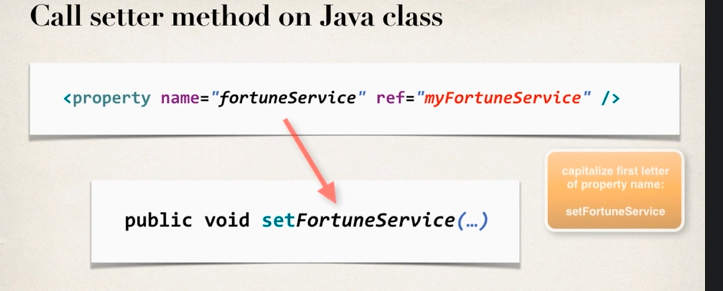 Call setter method on Java class
<property name="fortuneService" ref="myFortuneService" />
public void setFortuneService(…)
capitalize first letter
of property name:
setFortuneService